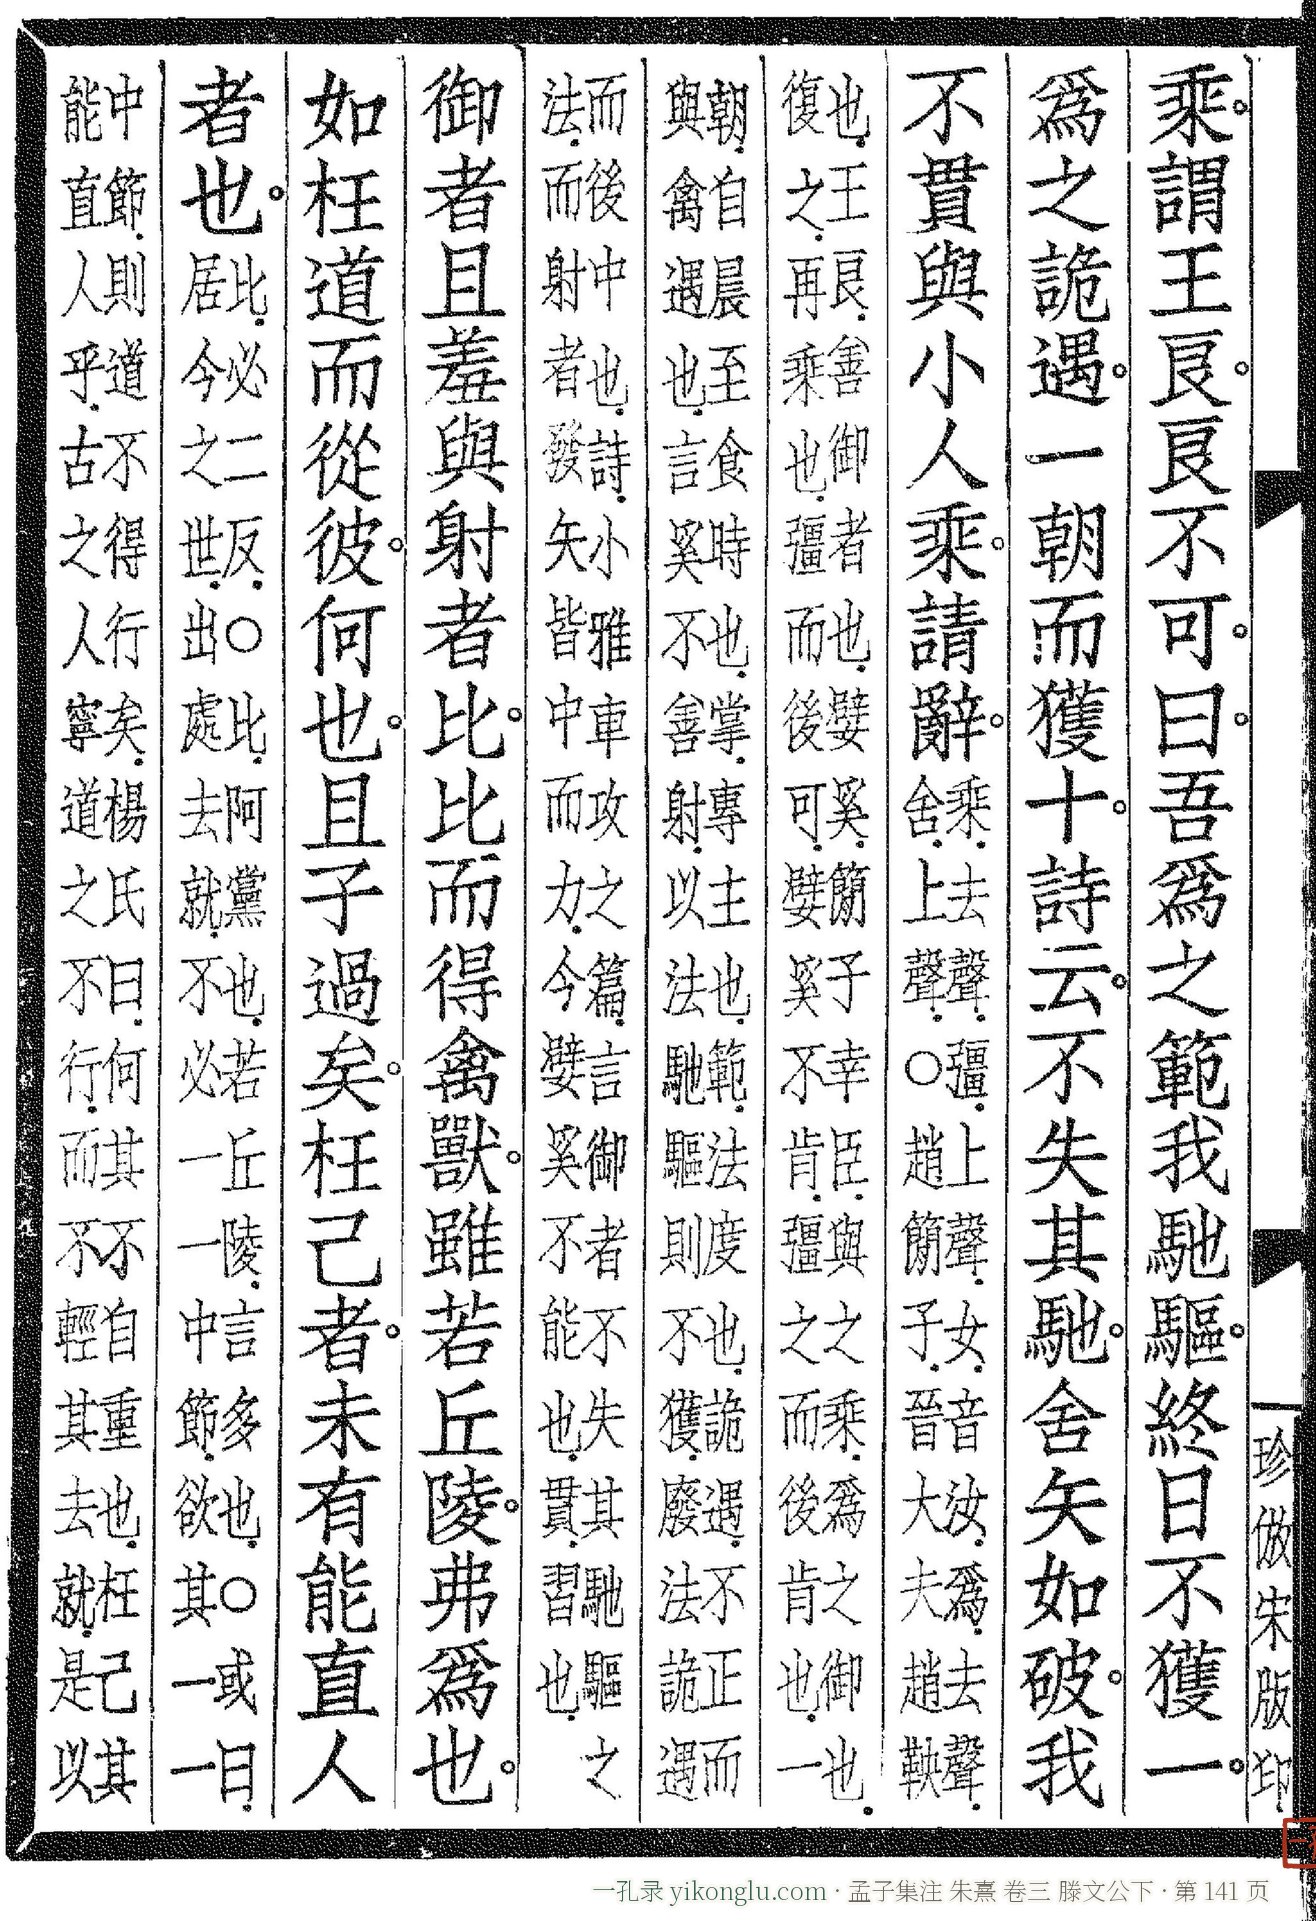 珍倣宋版印
乘。謂王良。良不可。曰。吾爲之範我馳驅。終日不獲一。
爲之詭遇。一朝而獲十。詩云。不失其馳。舍矢如破。我
不貫與小人乘。請辭。
乘.去聲.彊.上聲.女.音汝.爲.去聲.
舍.上聲.○趙簡子.晉大夫趙鞅
也.王良.善御者也.嬖奚.簡子幸臣.與之乘.爲之御也.
復之.再乘也.彊而後可.嬖奚不肯.彊之而後肯也.一
朝.自晨至食時也.掌.專主也.範.法度也.詭遇.不正而
與禽遇也.言奚不善射.以法馳驅則不獲.廢法詭遇
而後中也.詩.小雅車攻之篇.言御者不失其馳驅之
法.而射者發矢皆中而力.今嬖奚不能也.貫.習也.
御者且羞與射者比。比而得禽獸。雖若丘陵。弗爲也。
如枉道而從彼。何也。且子過矣。枉己者。未有能直人
者也。
比.必二反.○比.阿黨也.若丘陵.言多也.○或曰.
居今之世.出處去就.不必一一中節.欲其一一
中節.則道不得行矣.楊氏曰.何其不自重也.枉己其
能直人乎.古之人寧道之不行.而不輕其去就.是以
一孔录 yikonglu.com · 孟子集注 朱熹 卷三 滕文公下 · 第 141 页